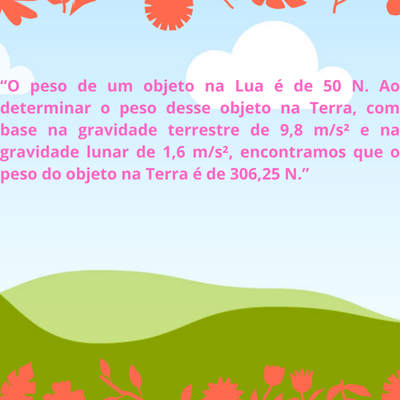 “O peso de um objeto na Lua é de 50 N. Ao
determinar o peso desse objeto na Terra, com
base na gravidade terrestre de 9,8 m/s² e na
gravidade lunar de 1,6 m/s², encontramos que o
peso do objeto na Terra é de 306,25 N.”